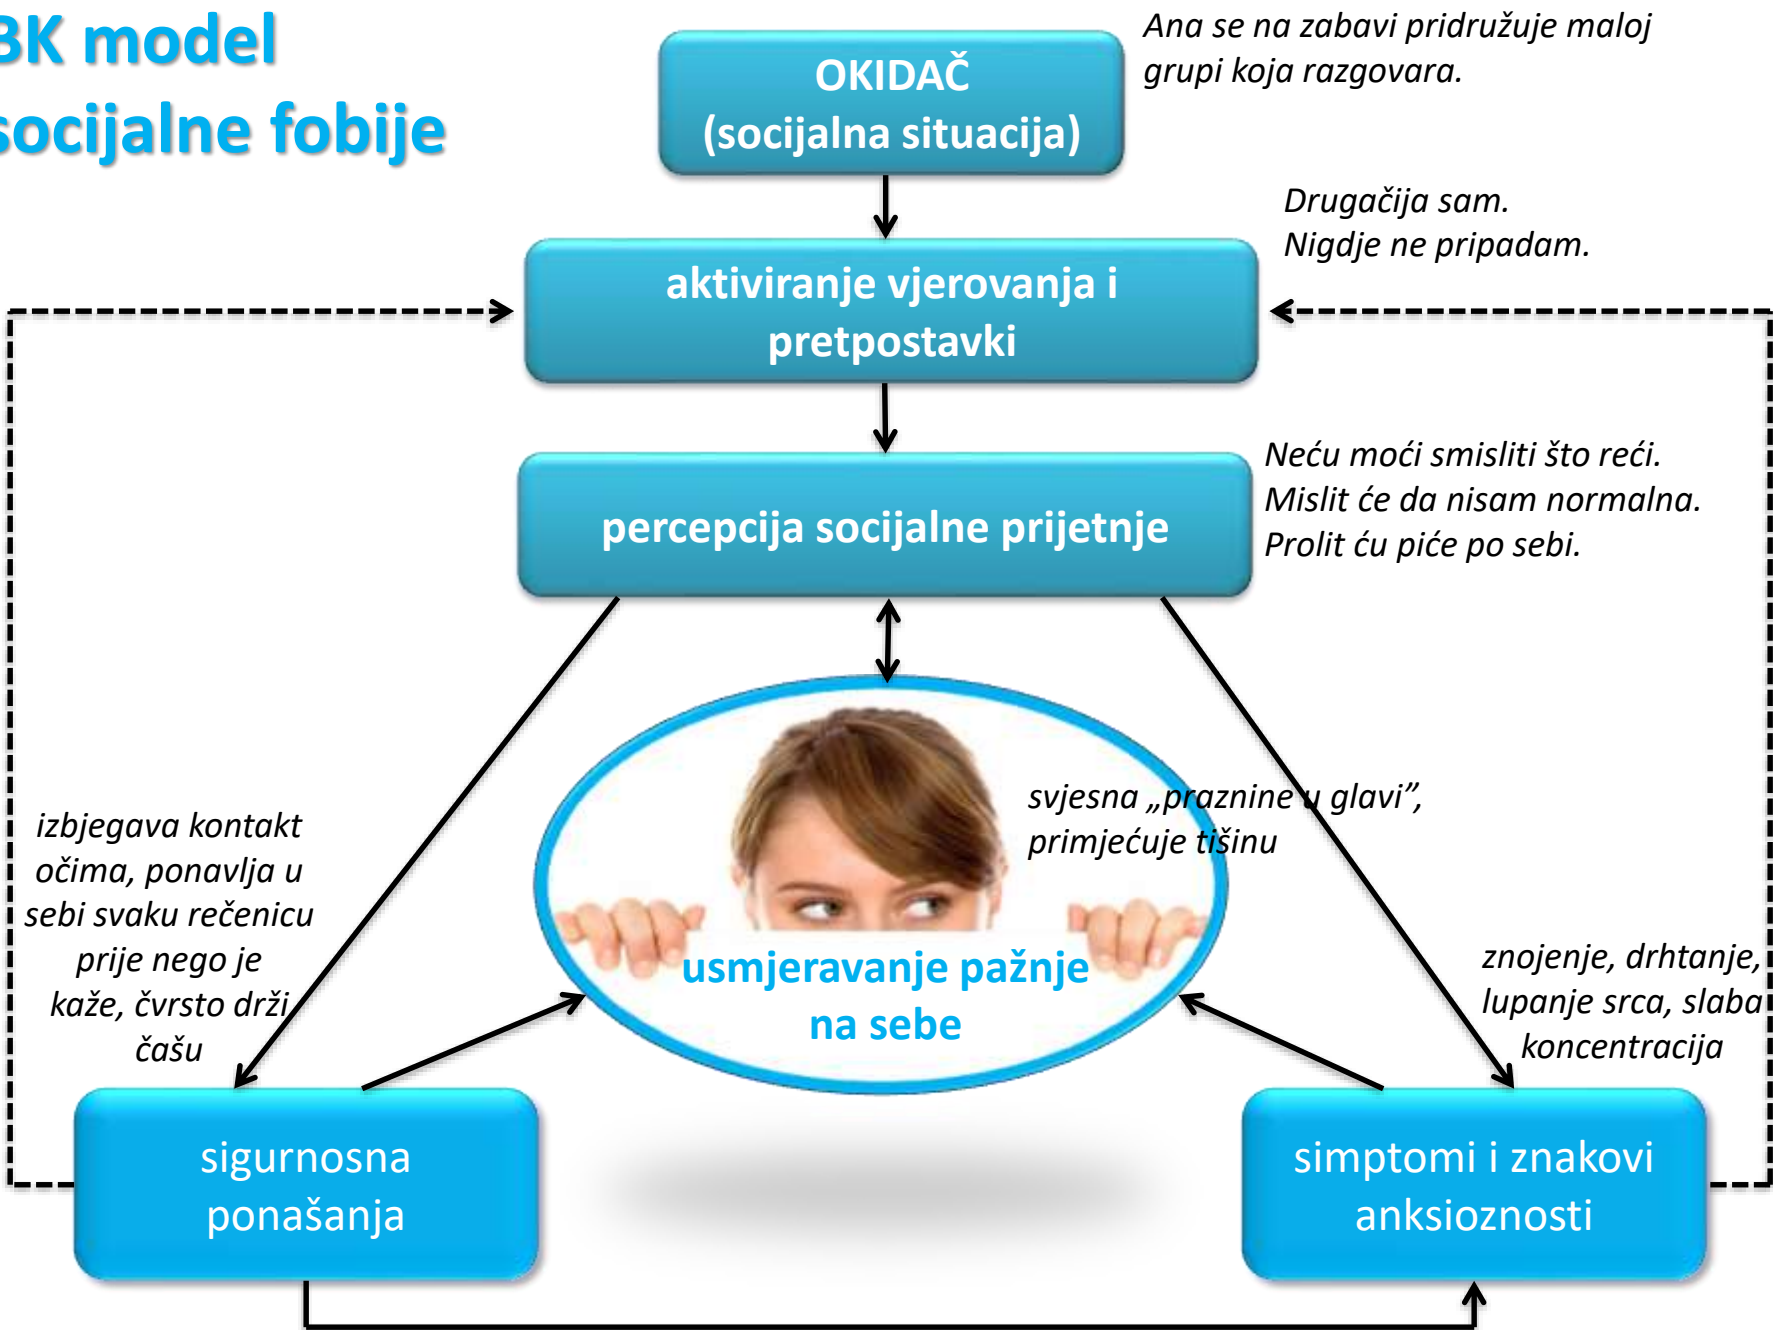 BK model
socijalne fobije
Ana se na zabavi pridružuje maloj
grupi koja razgovara.
OKIDAČ
(socijalna situacija)
Drugačija sam.
Nigdje ne pripadam.
aktiviranje vjerovanja i
pretpostavki
Neću moći smisliti što reći.
Mislit će da nisam normalna.
Prolit ću piće po sebi.
percepcija socijalne prijetnje
svjesna „praznine u glavi”,
primjećuje tišinu
izbjegava kontakt
očima, ponavlja u
sebi svaku rečenicu
prije nego je
kaže, čvrsto drži
čašu
usmjeravanje pažnje
na sebe
znojenje, drhtanje,
lupanje srca, slaba
koncentracija
sigurnosna
ponašanja
simptomi i znakovi
anksioznosti